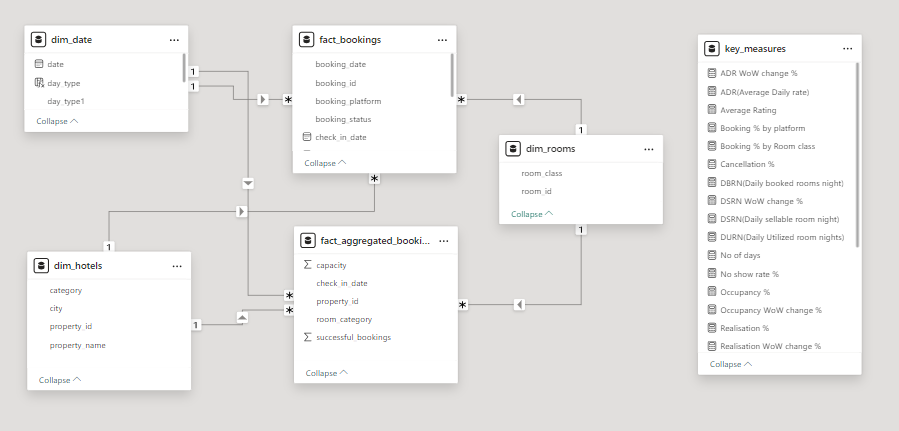 dim_date
...
date
day_type
day_type1
Collapse
fact_bookings
...
booking_date
booking_id
booking_platform
booking_status
check_in_date
Collapse
dim_rooms
...
room_class
room_id
Collapse
key_measures
...
ADR WoW change %
ADR(Average Daily rate)
Average Rating
Booking % by platform
Booking % by Room class
Cancellation %
DBRN(Daily booked rooms night)
DSRN WoW change %
DSRN(Daily sellable room night)
DURN(Daily Utilized room nights)
No of days
No show rate %
Occupancy %
Occupancy WoW change %
Realisation %
Realisation WoW change %
Collapse
dim_hotels
...
category
city
property_id
property_name
Collapse
fact_aggregated_booki...
...
Σ capacity
check_in_date
property_id
room_category
Σ successful_bookings
Collapse
1
1
*
*
1
*
1
1
*
*
1
*
1